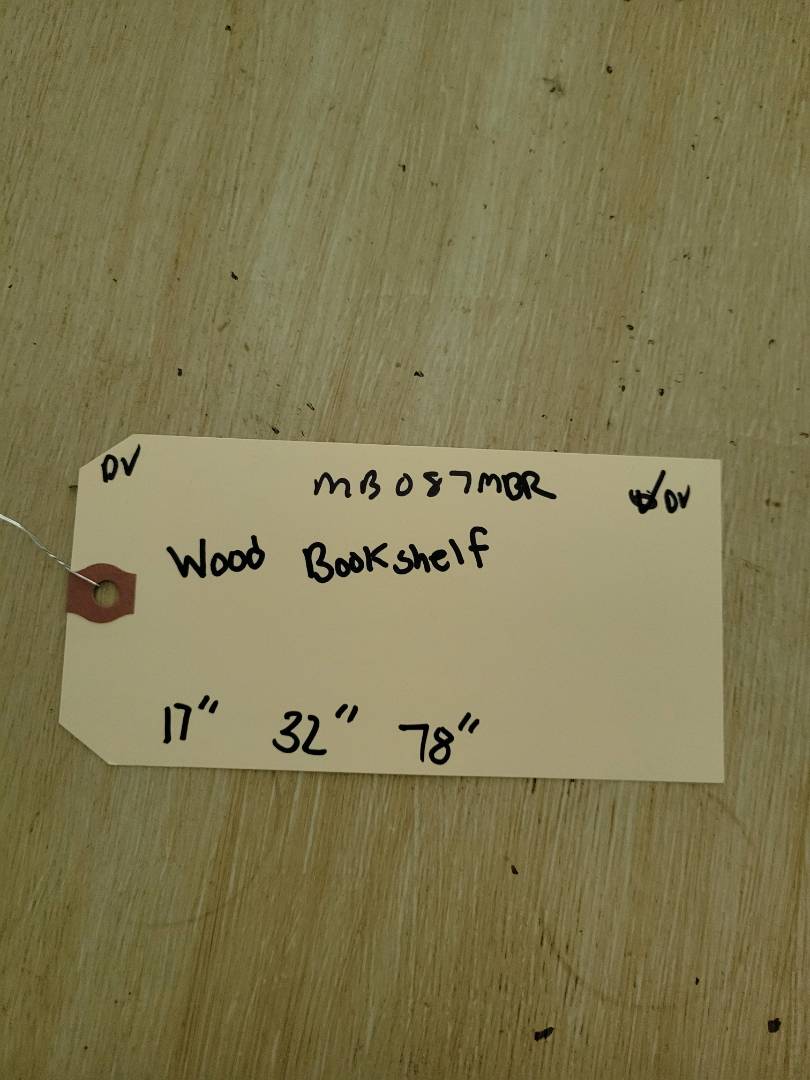 DV
MB087MBR
DV
Wood Bookshelf
17" 32" 78"